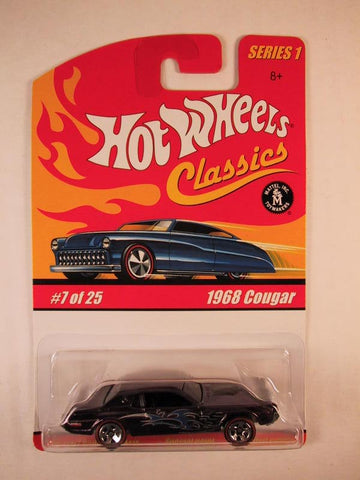 SERIES 1
8+
HOT WHEELS
Classics
MATTEL, INC.
M
TOYMAKERS
#7 of 25
1968 Cougar